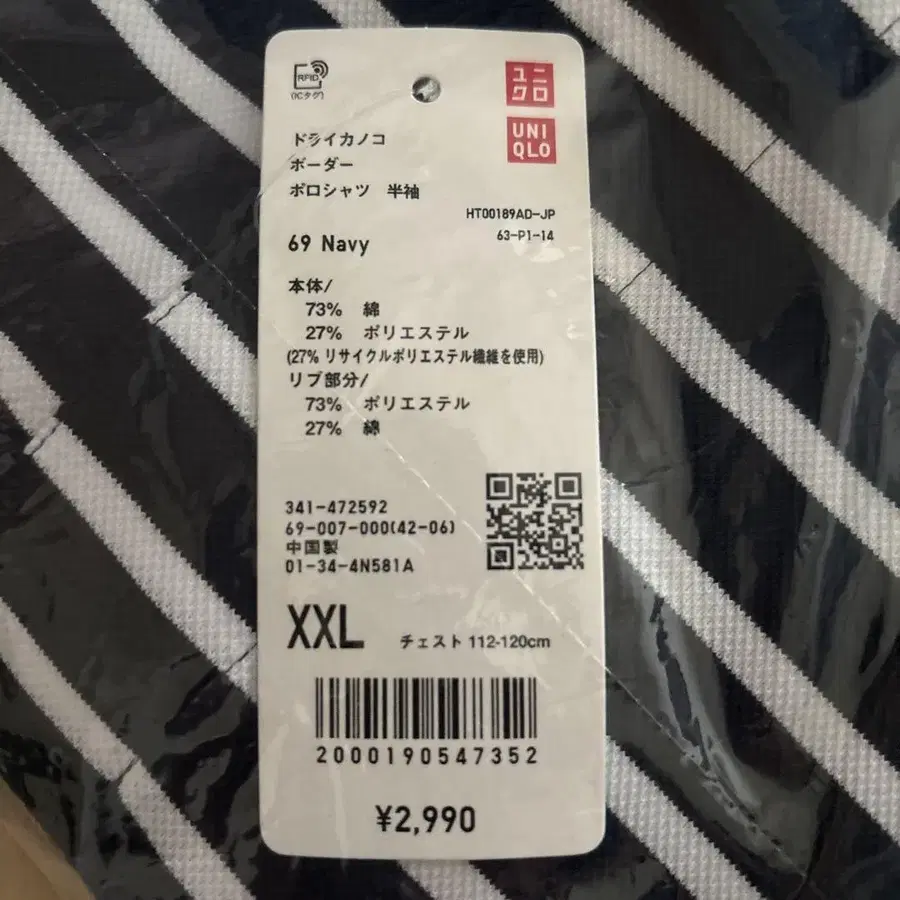 RFID
(ICタグ)
ユニ
クロ
UNI
QLO
ドライカノコ
ボーダー
ポロシャツ 半袖
HT00189AD-JP
63-P1-14
69 Navy
本体/
73% 綿
27% ポリエステル
(27% リサイクルポリエステル繊維を使用)
リブ部分/
73% ポリエステル
27% 綿
341-472592
69-007-000(42-06)
中国製
01-34-4N581A
XXL チェスト 112-120cm
2000190547352
¥2,990